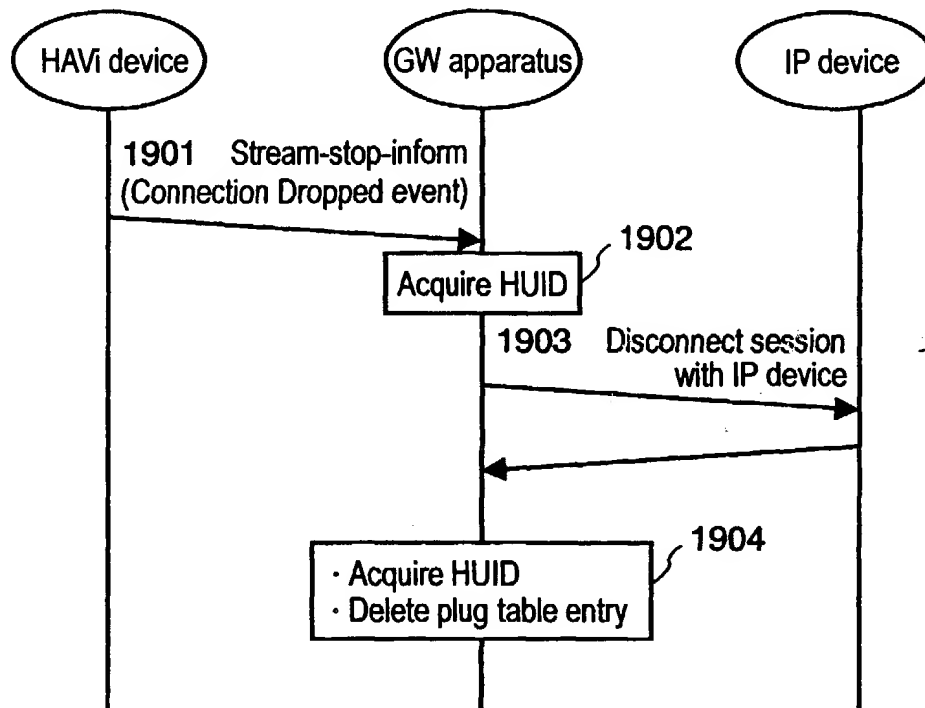 HAVi device
GW apparatus
IP device
1901 Stream-stop-inform
(Connection Dropped event)
1902
Acquire HUID
1903 Disconnect session
with IP device
1904
· Acquire HUID
· Delete plug table entry